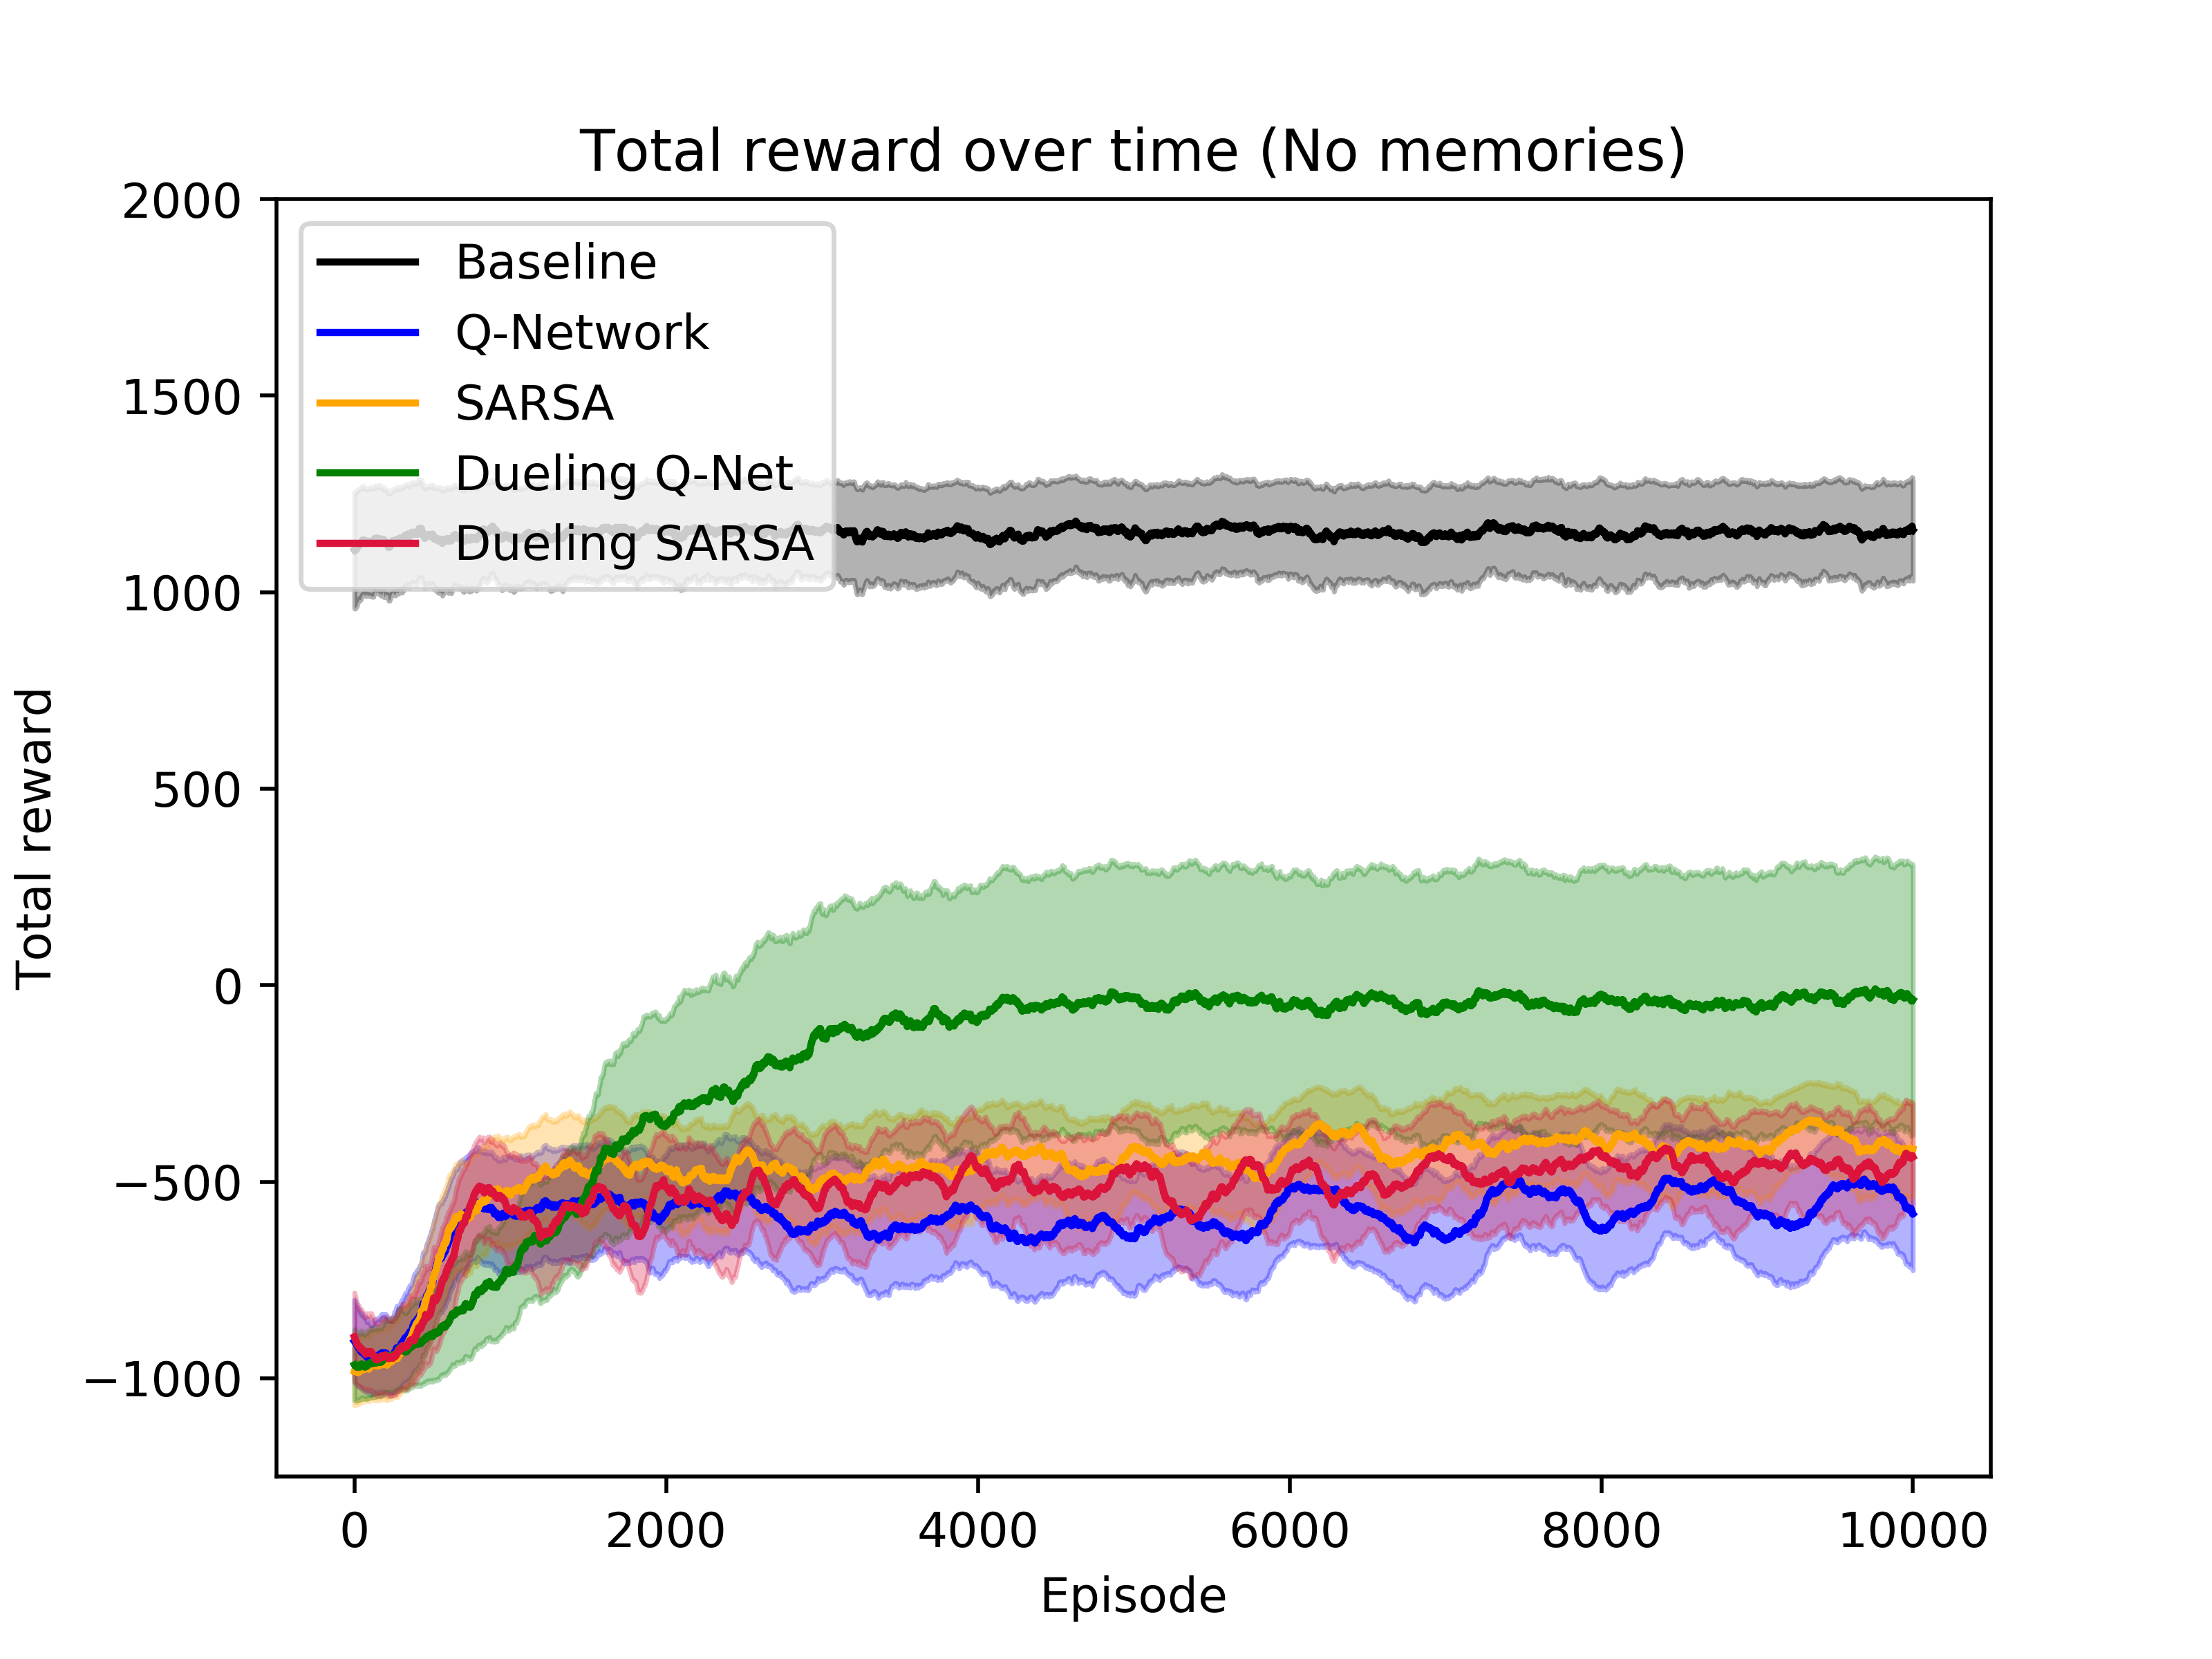 Total reward over time (No memories)
2000
1500
1000
500
0
−500
−1000
Total reward
Baseline
Q-Network
SARSA
Dueling Q-Net
Dueling SARSA
0 2000 4000 6000 8000 10000
Episode